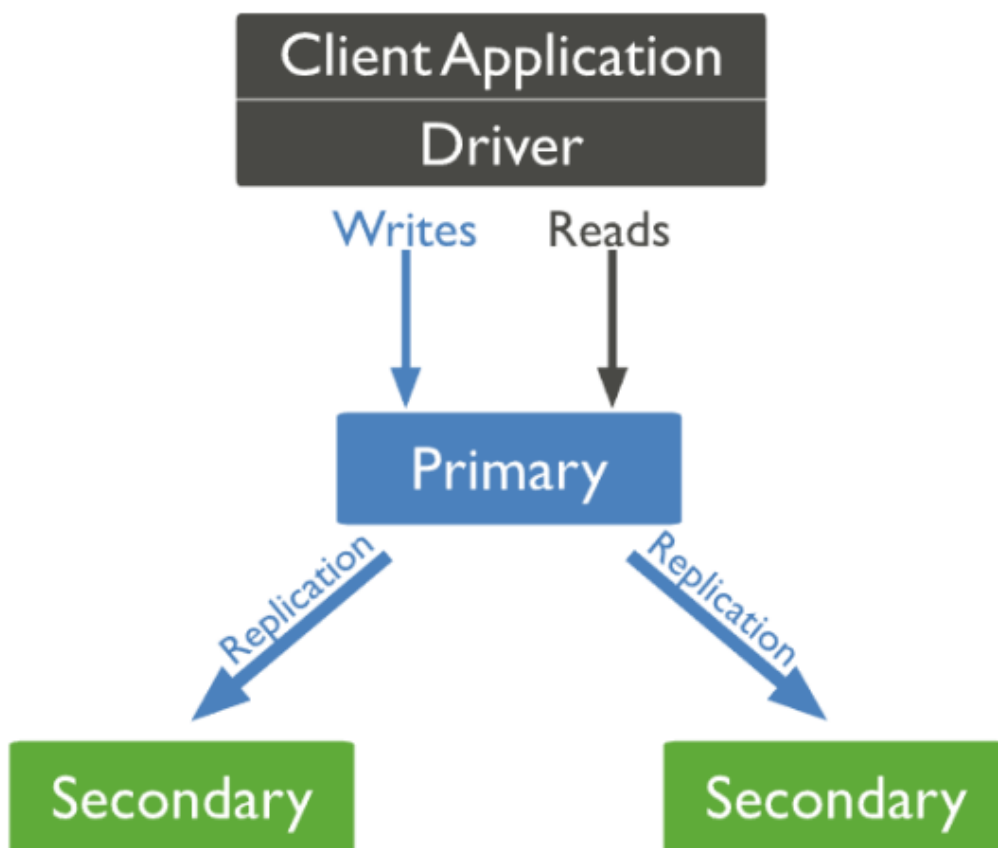 Client Application
Driver
Writes
Reads
Primary
Replication
Replication
Secondary
Secondary